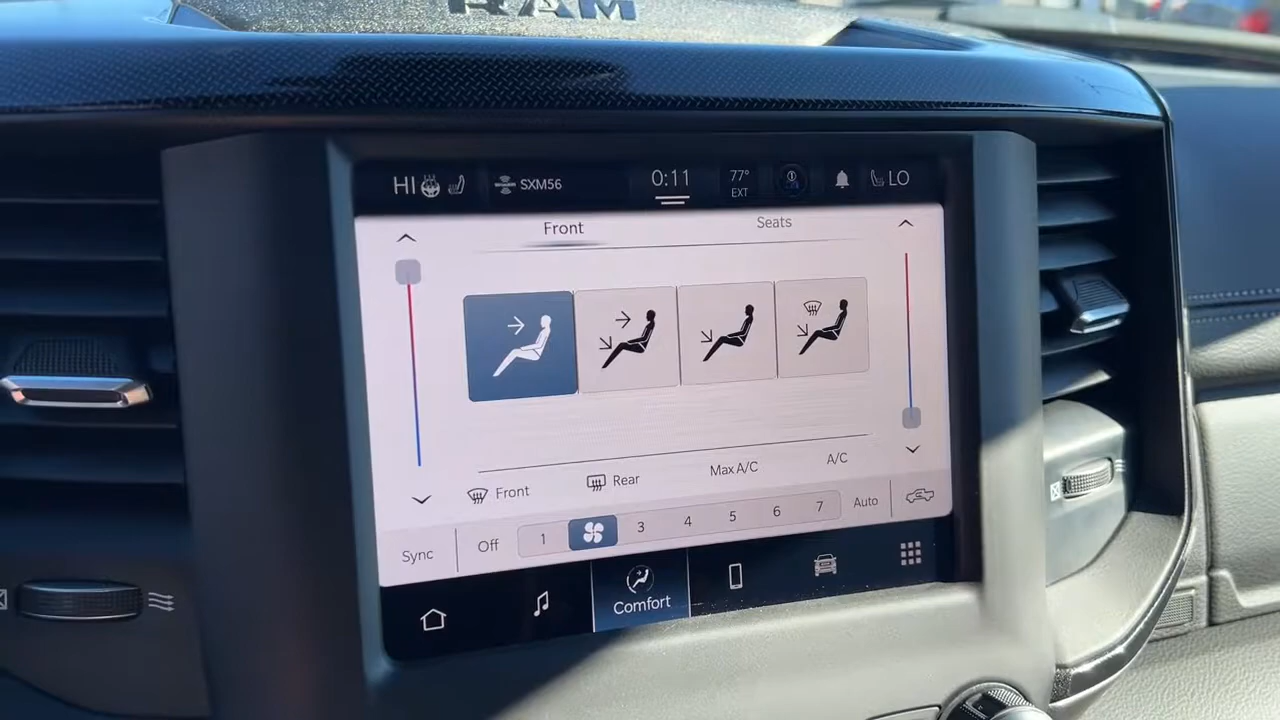 RAM
HI SXM56 0:11 77° EXT LO
Front Seats
Front Rear Max A/C A/C
Sync Off 1 3 4 5 6 7 Auto
Comfort